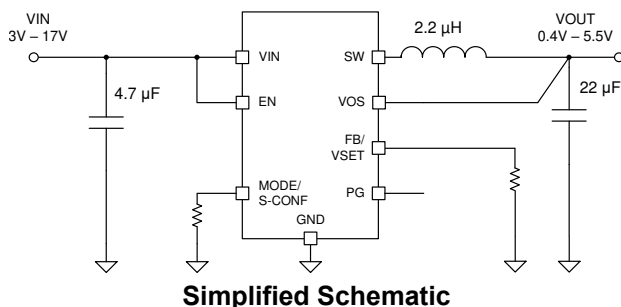 VIN
3V – 17V
VOUT
0.4V – 5.5V
2.2 µH
VIN
SW
4.7 µF
EN
VOS
22 µF
FB/
VSET
MODE/
S-CONF
PG
GND
Simplified Schematic